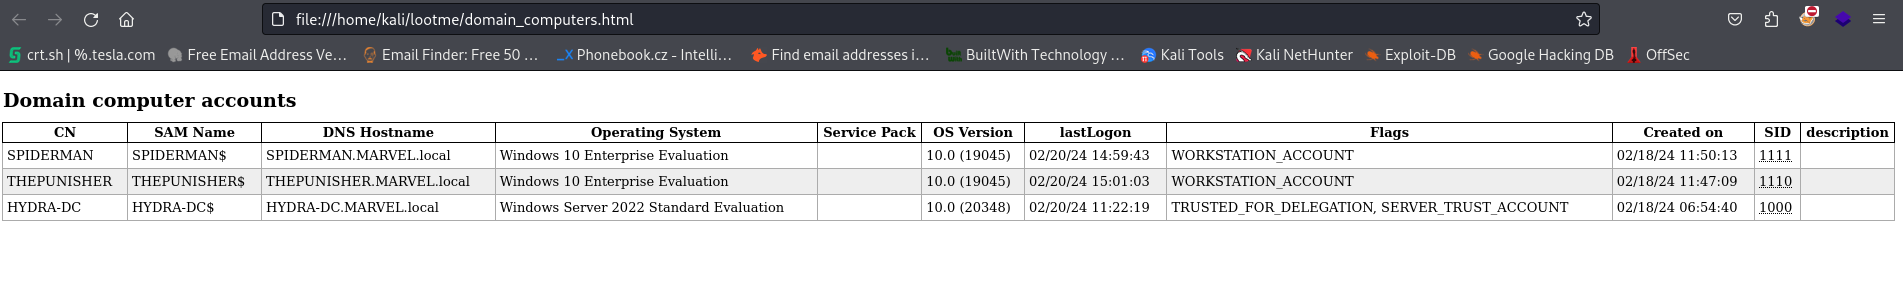 file:///home/kali/lootme/domain_computers.html
crt.sh | %.tesla.com Free Email Address Ve… Email Finder: Free 50 … Phonebook.cz - Intelli… Find email addresses i… BuiltWith Technology … Kali Tools Kali NetHunter Exploit-DB Google Hacking DB OffSec
Domain computer accounts
CN SAM Name DNS Hostname Operating System Service Pack OS Version lastLogon Flags Created on SID description
SPIDERMAN SPIDERMAN$ SPIDERMAN.MARVEL.local Windows 10 Enterprise Evaluation 10.0 (19045) 02/20/24 14:59:43 WORKSTATION_ACCOUNT 02/18/24 11:50:13 1111
THEPUNISHER THEPUNISHER$ THEPUNISHER.MARVEL.local Windows 10 Enterprise Evaluation 10.0 (19045) 02/20/24 15:01:03 WORKSTATION_ACCOUNT 02/18/24 11:47:09 1110
HYDRA-DC HYDRA-DC$ HYDRA-DC.MARVEL.local Windows Server 2022 Standard Evaluation 10.0 (20348) 02/20/24 11:22:19 TRUSTED_FOR_DELEGATION, SERVER_TRUST_ACCOUNT 02/18/24 06:54:40 1000